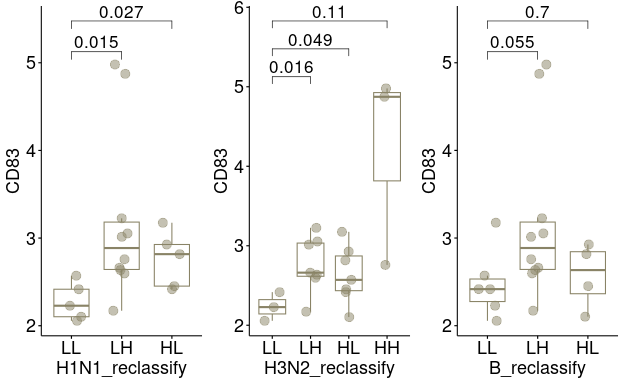 0.027
0.015
CD83
5
4
3
2
LL LH HL
H1N1_reclassify
0.11
0.049
0.016
CD83
6
5
4
3
2
LL LH HL HH
H3N2_reclassify
0.7
0.055
CD83
5
4
3
2
LL LH HL
B_reclassify